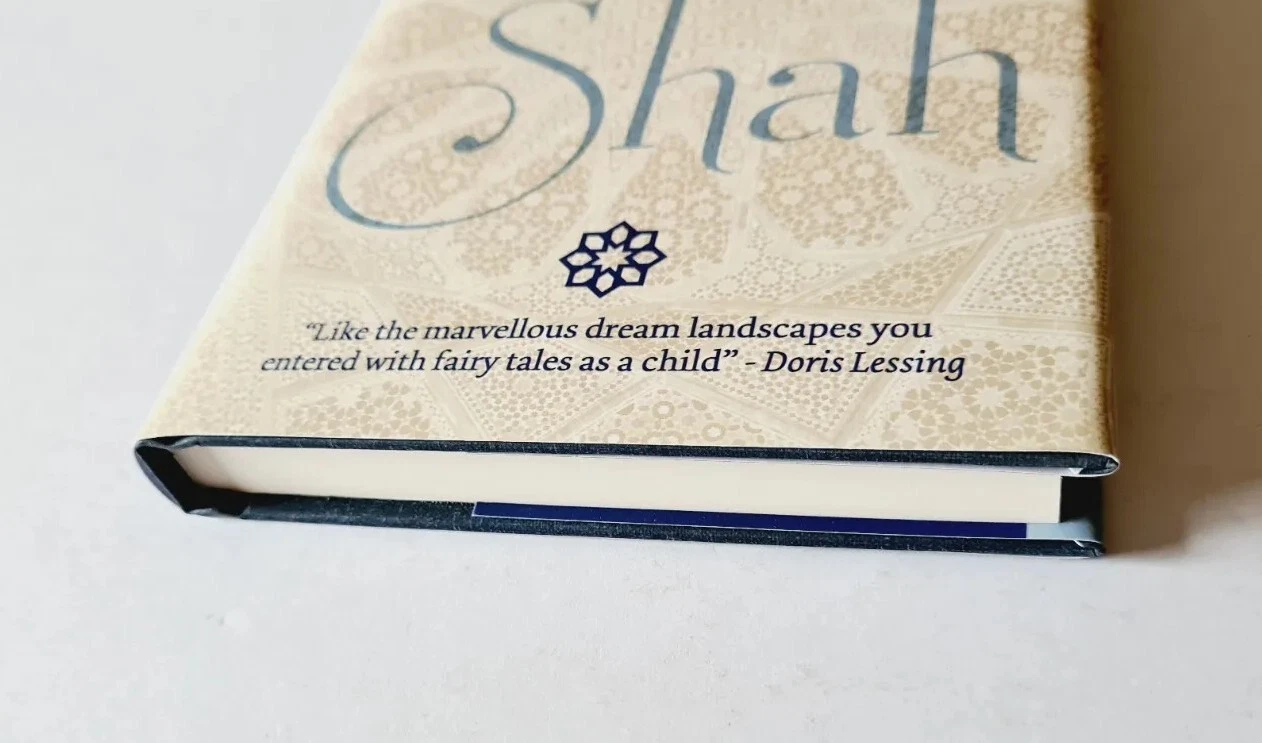 Shah
“Like the marvellous dream landscapes you
entered with fairy tales as a child” - Doris Lessing